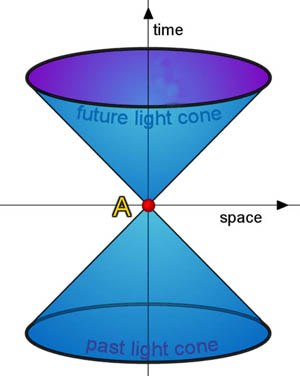 time
future light cone
A
space
past light cone